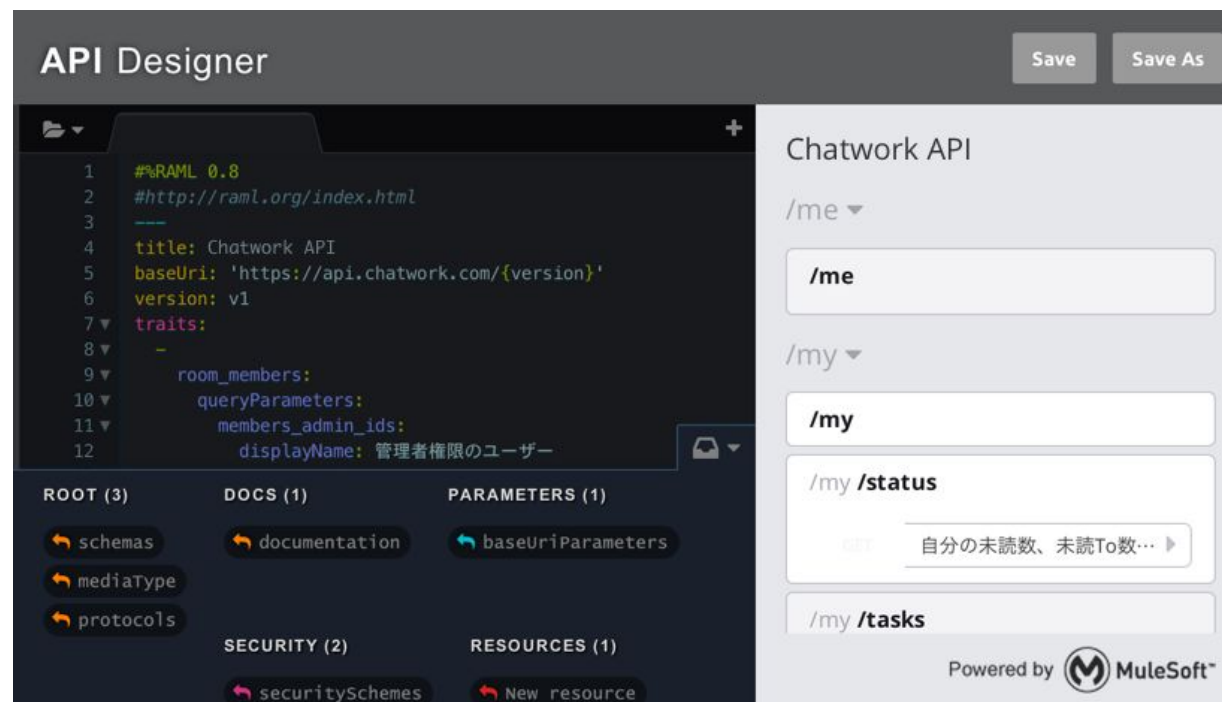 API Designer
Save
Save As
1 #%RAML 0.8
2 #http://raml.org/index.html
3 ---
4 title: Chatwork API
5 baseUri: 'https://api.chatwork.com/{version}'
6 version: v1
7 traits:
8 -
9 room_members:
10 queryParameters:
11 members_admin_ids:
12 displayName: 管理者権限のユーザー
ROOT (3)
schemas
mediaType
protocols
DOCS (1)
documentation
PARAMETERS (1)
baseUriParameters
SECURITY (2)
securitySchemes
RESOURCES (1)
New resource
Chatwork API
/me
/me
/my
/my
/my /status
GET 自分の未読数、未読To数…
/my /tasks
Powered by MuleSoft™